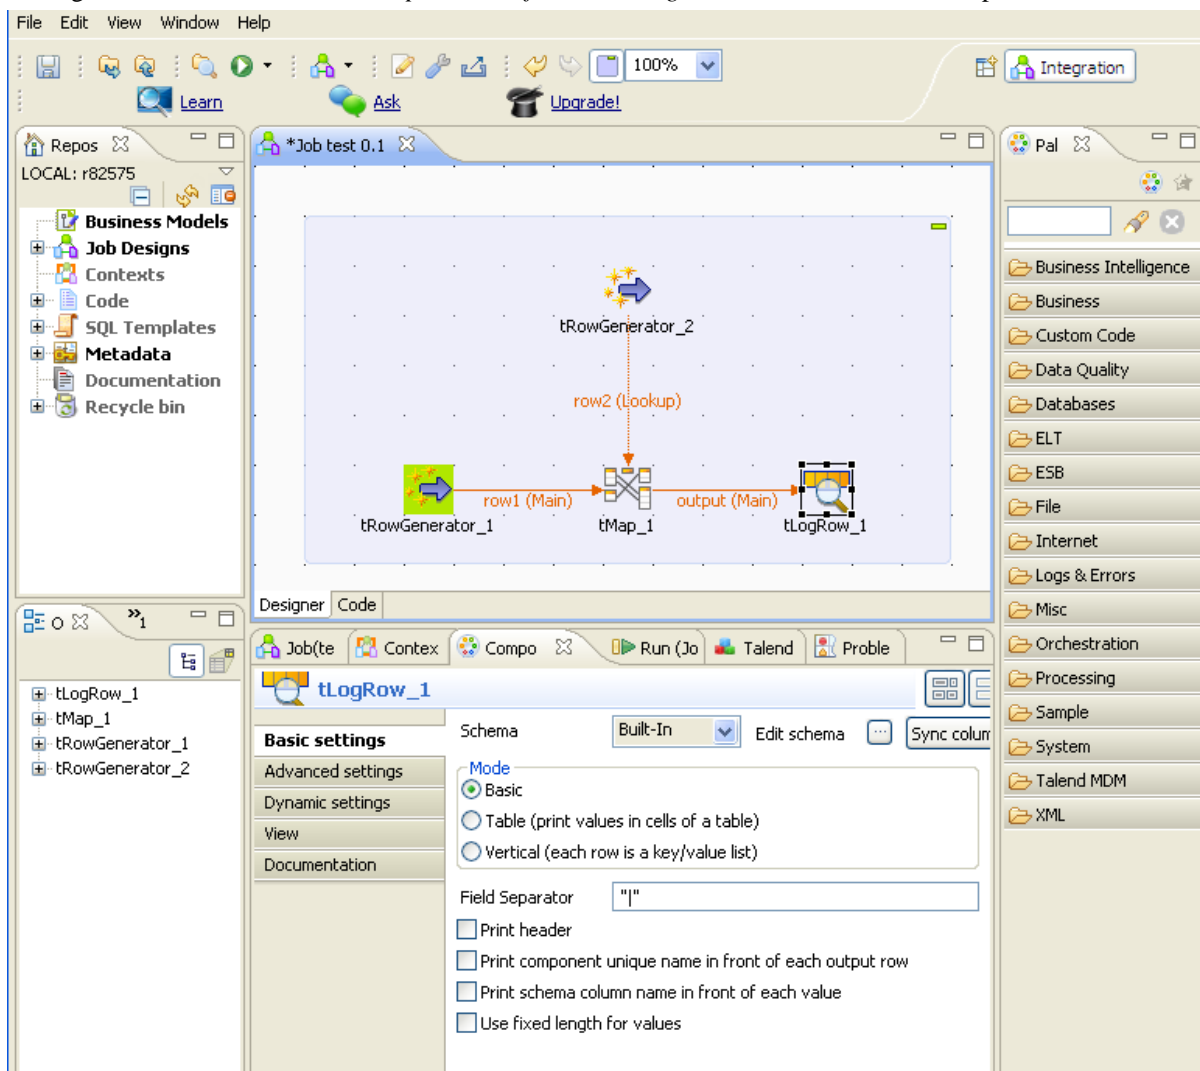 File Edit View Window Help
100%
Integration
Learn Ask Upgrade!
Repos
LOCAL: r82575
Business Models
Job Designs
Contexts
Code
SQL Templates
Metadata
Documentation
Recycle bin
*Job test 0.1
tRowGenerator_2
row2 (Lookup)
row1 (Main)
output (Main)
tRowGenerator_1
tMap_1
tLogRow_1
Designer Code
Pal
Business Intelligence
Business
Custom Code
Data Quality
Databases
ELT
ESB
File
Internet
Logs & Errors
Misc
Orchestration
Processing
Sample
System
Talend MDM
XML
O
»1
tLogRow_1
tMap_1
tRowGenerator_1
tRowGenerator_2
Job(te Contex Compo Run (Jo Talend Proble
tLogRow_1
Basic settings
Advanced settings
Dynamic settings
View
Documentation
Schema Built-In Edit schema ... Sync colum
Mode
Basic
Table (print values in cells of a table)
Vertical (each row is a key/value list)
Field Separator "|"
Print header
Print component unique name in front of each output row
Print schema column name in front of each value
Use fixed length for values